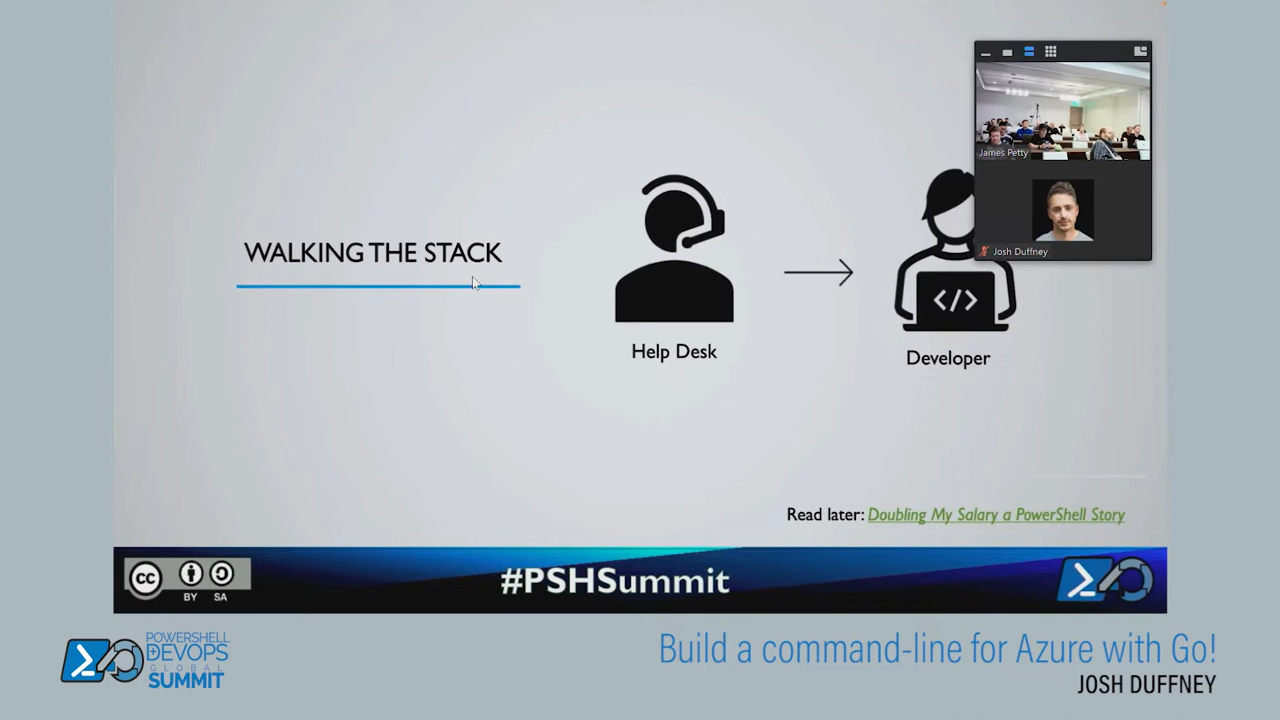 James Petty
Josh Duffney
WALKING THE STACK
</>
Help Desk
Developer
Read later: Doubling My Salary a PowerShell Story
cc
BY SA
#PSHSummit
POWERSHELL
DEVOPS
GLOBAL
SUMMIT
Build a command-line for Azure with Go!
JOSH DUFFNEY